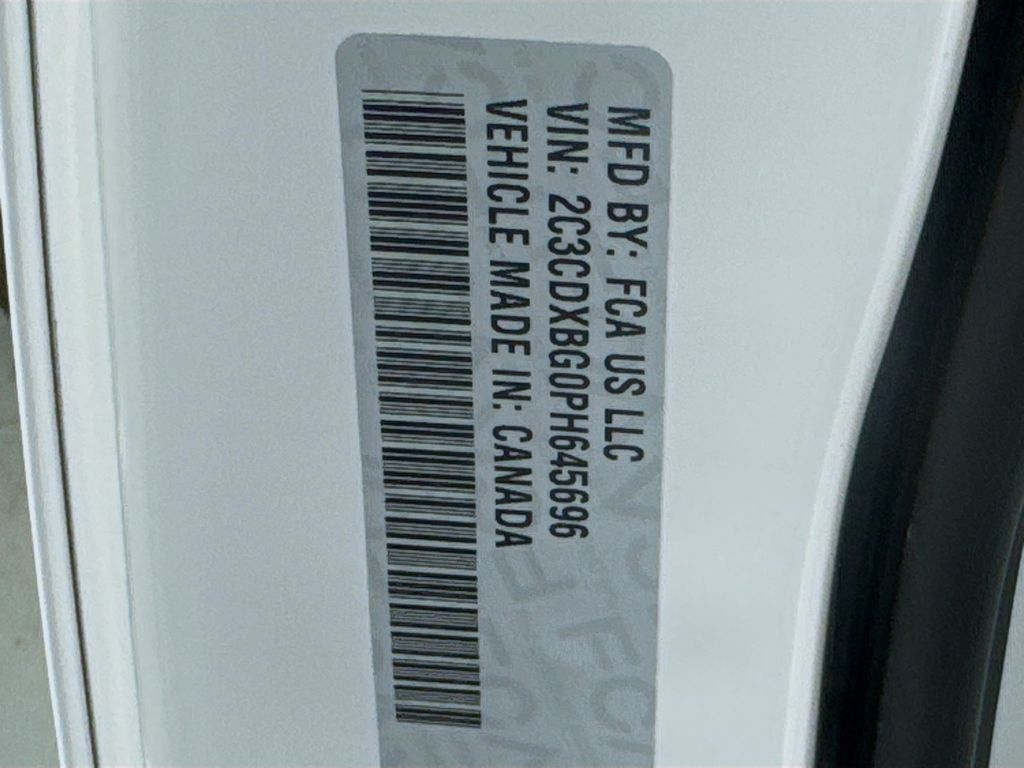 MFD BY: FCA US LLC
VIN: 2C3CDXBG0PH645696
VEHICLE MADE IN: CANADA